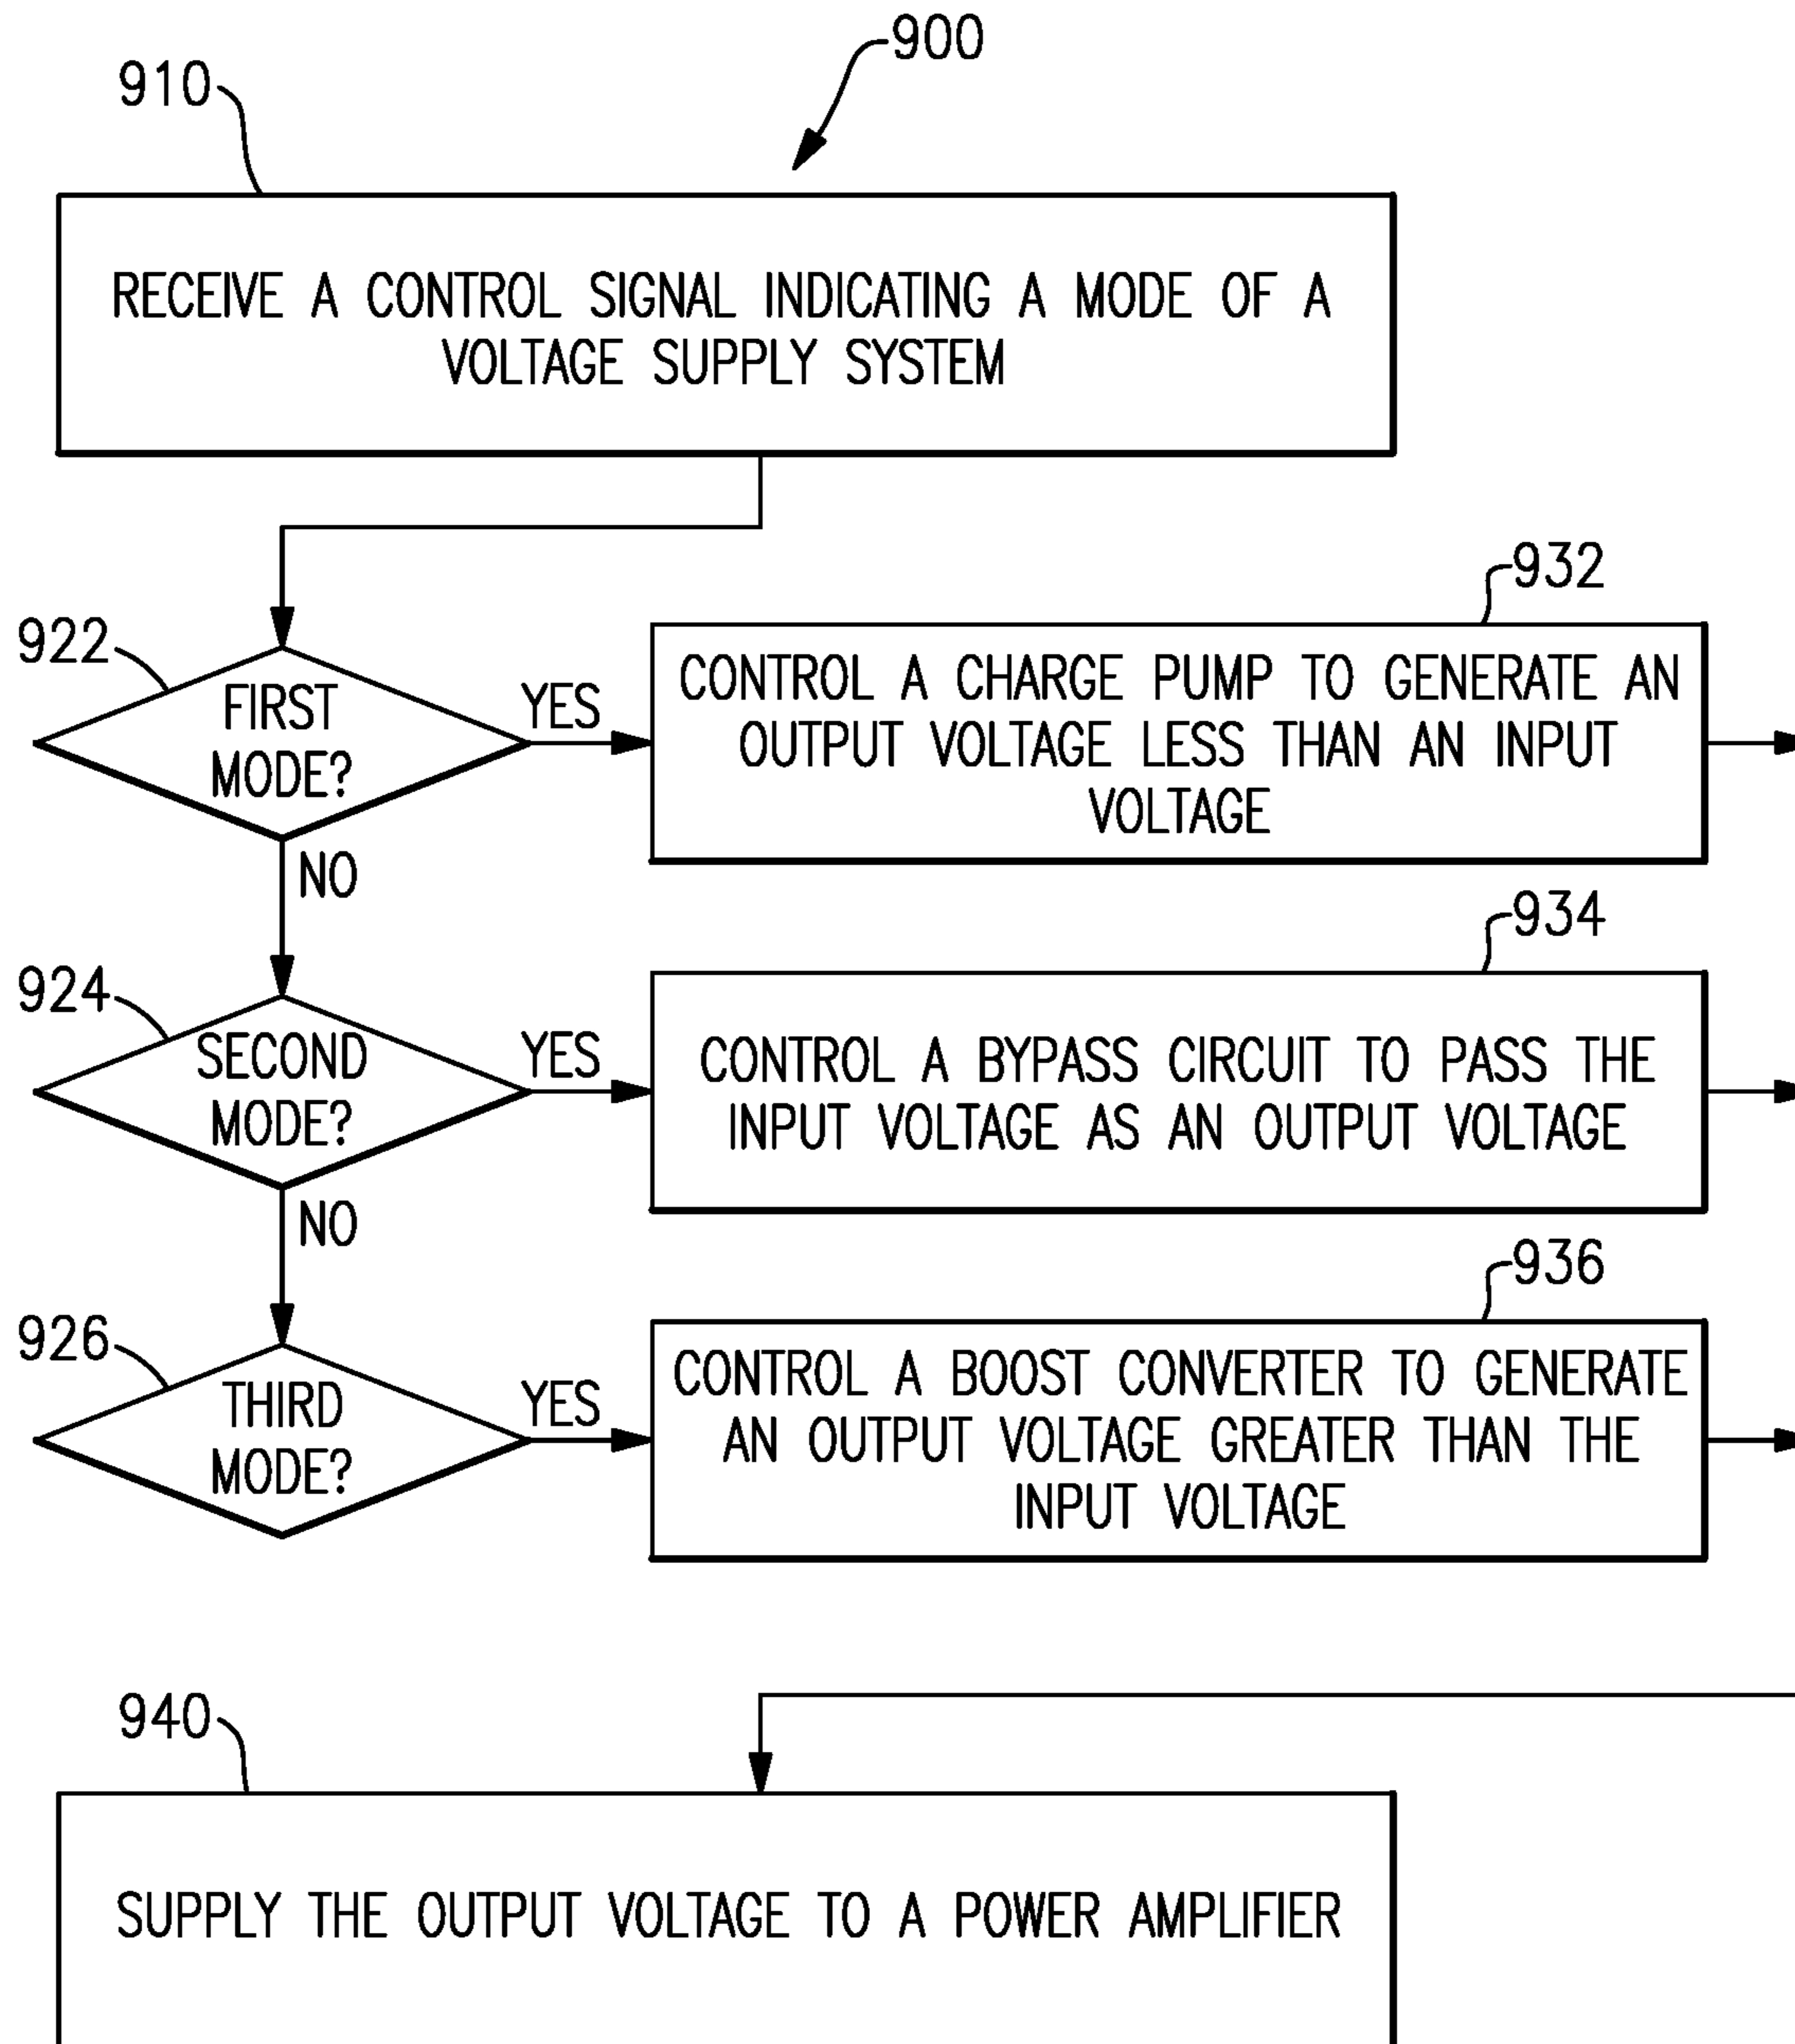 900
910
RECEIVE A CONTROL SIGNAL INDICATING A MODE OF A
VOLTAGE SUPPLY SYSTEM
922
FIRST
MODE?
YES
NO
932
CONTROL A CHARGE PUMP TO GENERATE AN
OUTPUT VOLTAGE LESS THAN AN INPUT
VOLTAGE
924
SECOND
MODE?
YES
NO
934
CONTROL A BYPASS CIRCUIT TO PASS THE
INPUT VOLTAGE AS AN OUTPUT VOLTAGE
926
THIRD
MODE?
YES
936
CONTROL A BOOST CONVERTER TO GENERATE
AN OUTPUT VOLTAGE GREATER THAN THE
INPUT VOLTAGE
940
SUPPLY THE OUTPUT VOLTAGE TO A POWER AMPLIFIER